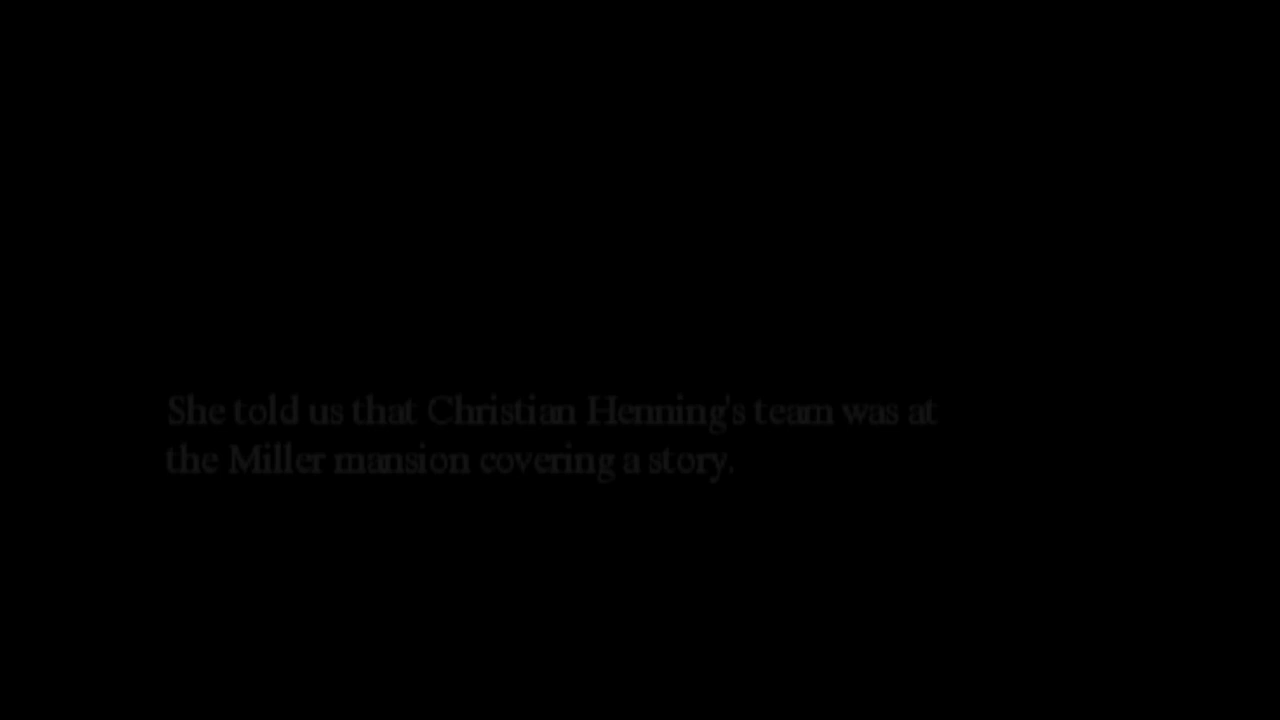 She told us that Christian Henning's team was at
the Miller mansion covering a story.